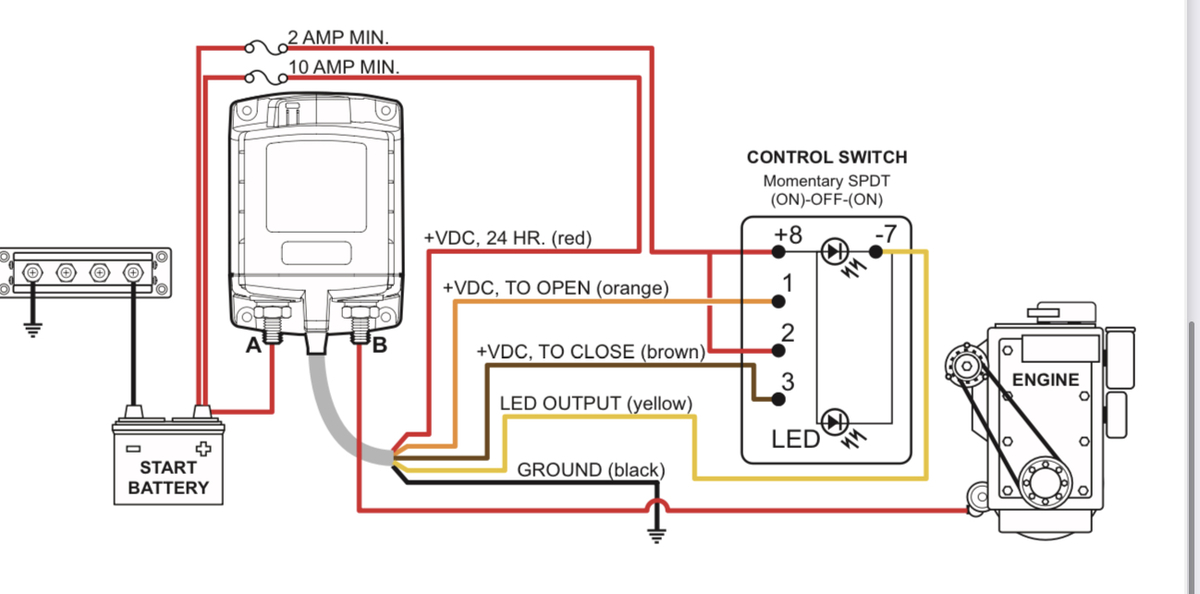 2 AMP MIN.
10 AMP MIN.
CONTROL SWITCH
Momentary SPDT
(ON)-OFF-(ON)
+8
-7
+VDC, 24 HR. (red)
1
+VDC, TO OPEN (orange)
2
A
B
+VDC, TO CLOSE (brown)
3
ENGINE
LED OUTPUT (yellow)
LED
- +
START
BATTERY
GROUND (black)